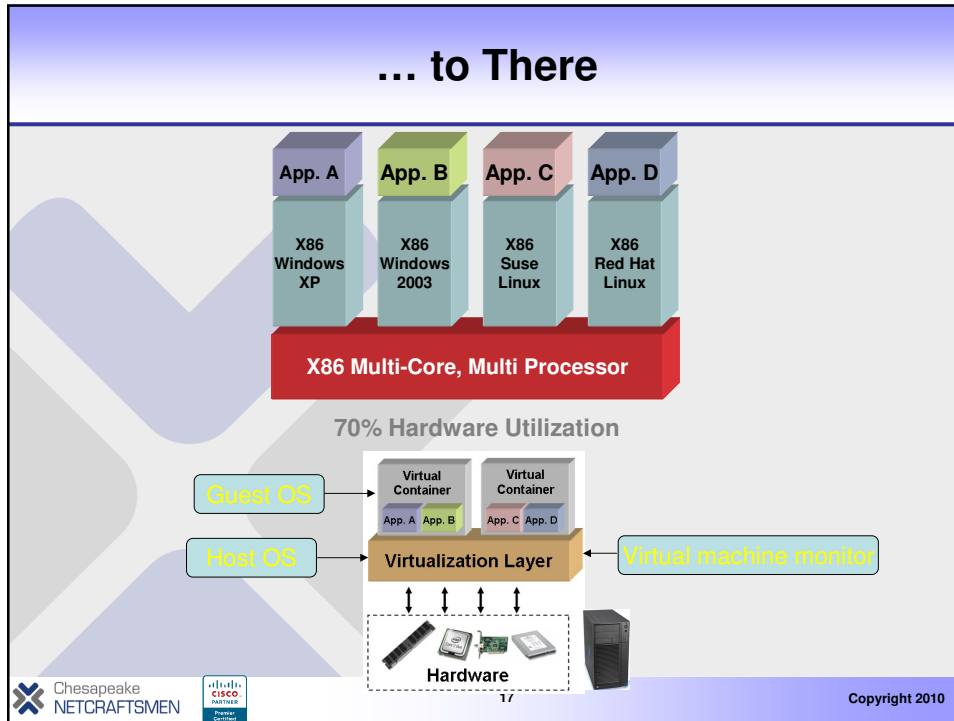 ... to There
App. A
App. B
App. C
App. D
X86
Windows
XP
X86
Windows
2003
X86
Suse
Linux
X86
Red Hat
Linux
X86 Multi-Core, Multi Processor
70% Hardware Utilization
Guest OS
Virtual
Container
App. A
App. B
Virtual
Container
App. C
App. D
Host OS
Virtualization Layer
Virtual machine monitor
Hardware
Chesapeake
NETCRAFTSMEN
CISCO
PARTNER
Premier
Certified
17
Copyright 2010